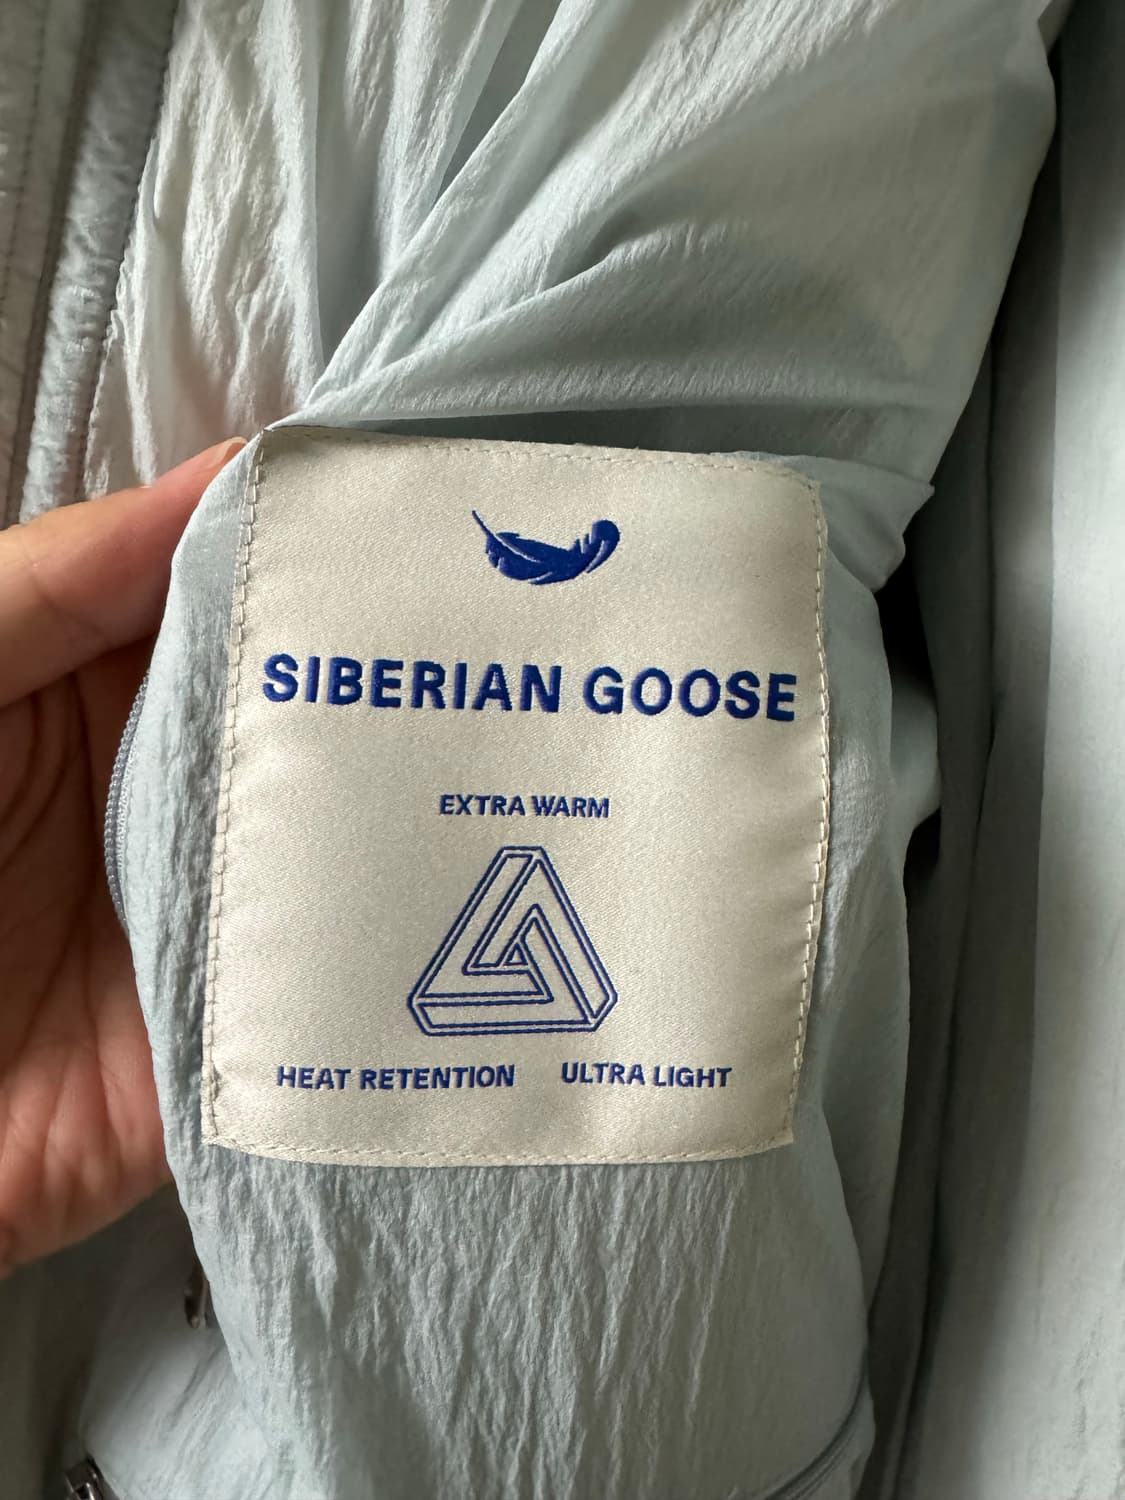 SIBERIAN GOOSE
EXTRA WARM
HEAT RETENTION ULTRA LIGHT